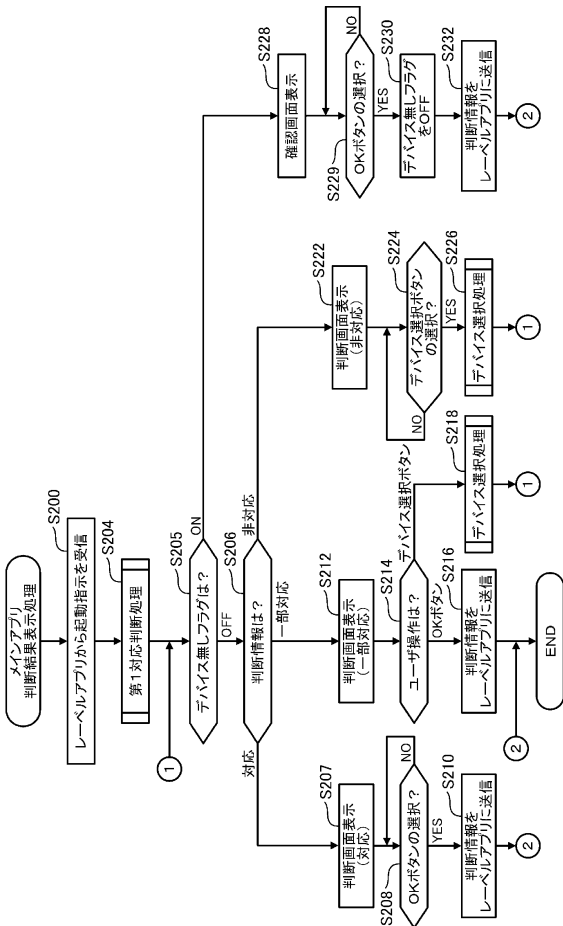 メインアプリ
判断結果表示処理
S200
レーベルアプリから起動指示を受信
S204
第1対応判断処理
1
S205
デバイス無しフラグは?
ON
OFF
S206
判断情報は?
対応
一部対応
非対応
S207
判断画面表示
(対応)
S208
OKボタンの選択?
NO
YES
S210
判断情報を
レーベルアプリに送信
2
S212
判断画面表示
(一部対応)
S214
ユーザ操作は?
デバイス選択ボタン
OKボタン
S216
判断情報を
レーベルアプリに送信
2
END
S218
デバイス選択処理
1
S222
判断画面表示
(非対応)
S224
デバイス選択ボタン
の選択?
NO
YES
S226
デバイス選択処理
1
S228
確認画面表示
S229
OKボタンの選択?
NO
YES
S230
デバイス無しフラグ
をOFF
S232
判断情報を
レーベルアプリに送信
2